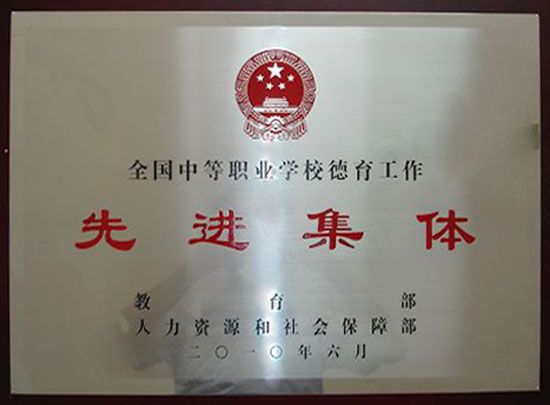 全国中等职业学校德育工作
先进集体
教育部
人力资源和社会保障部
二〇一〇年六月